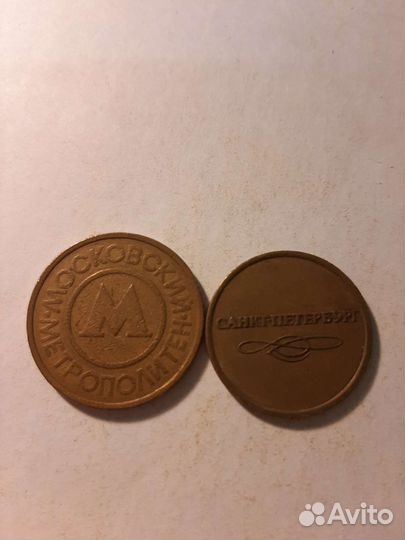 МОСКОВСКИЙ
МЕТРОПОЛИТЕН
М
САНКТ-ПЕТЕРБУРГ
Avito